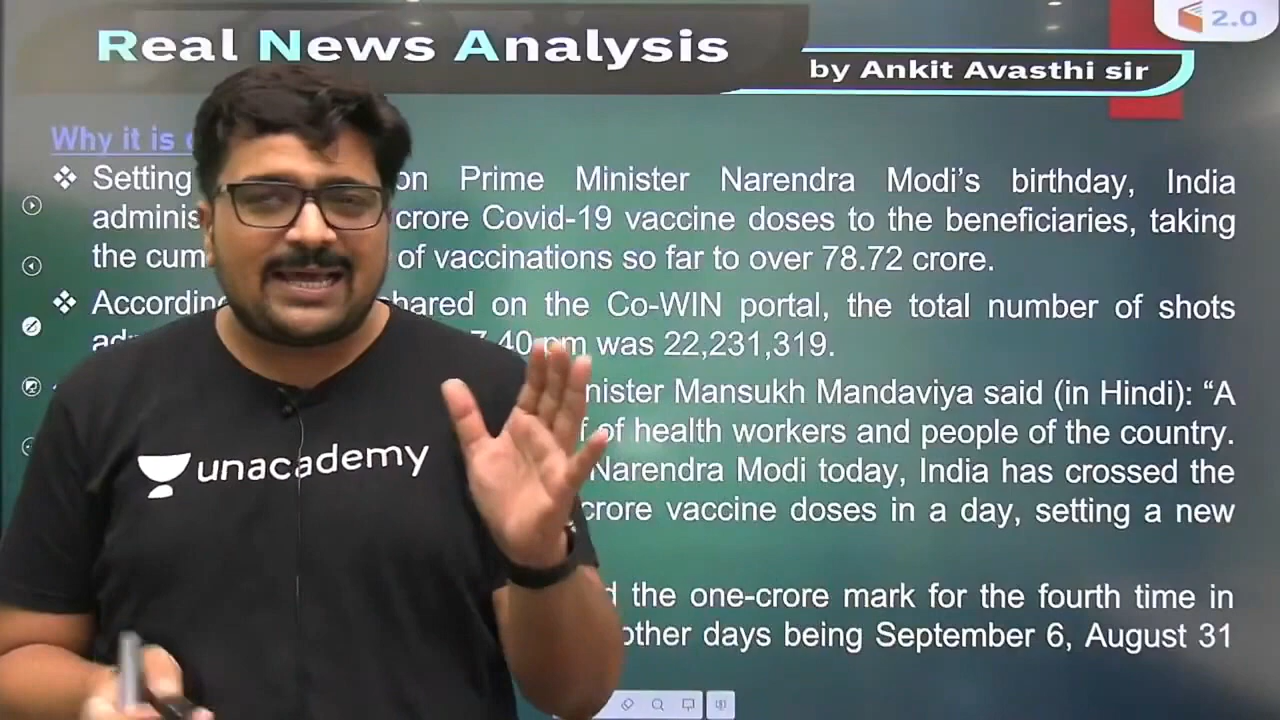 Real News Analysis
by Ankit Avasthi sir
2.0
Why it is
❖ Setting on Prime Minister Narendra Modi’s birthday, India
crore Covid-19 vaccine doses to the beneficiaries, taking
the of vaccinations so far to over 78.72 crore.
❖ on the Co-WIN portal, the total number of shots
7.40 pm was 22,231,319.
Mansukh Mandaviya said (in Hindi): “A
of health workers and people of the country.
Narendra Modi today, India has crossed the
crore vaccine doses in a day, setting a new
the one-crore mark for the fourth time in
other days being September 6, August 31
unacademy